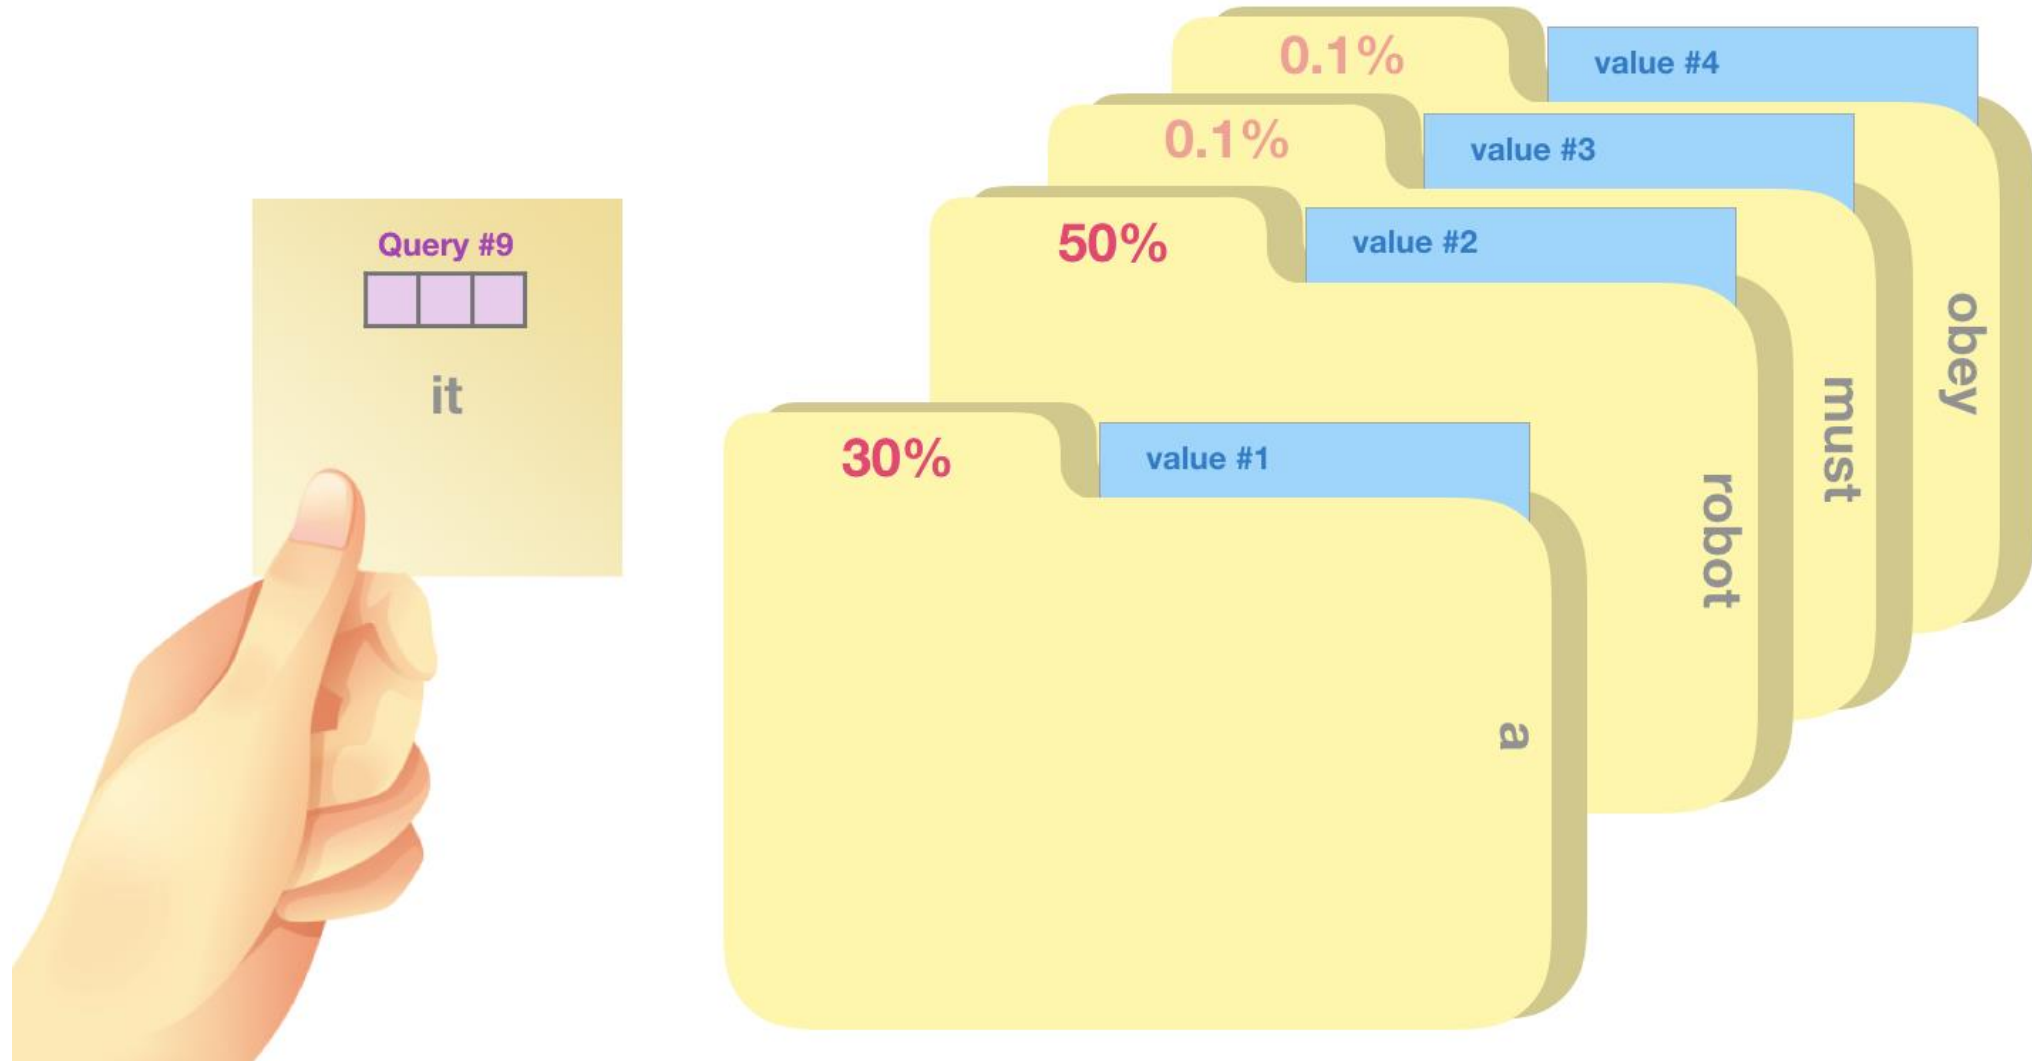 Query #9
it
0.1%
value #4
obey
0.1%
value #3
must
50%
value #2
robot
30%
value #1
a